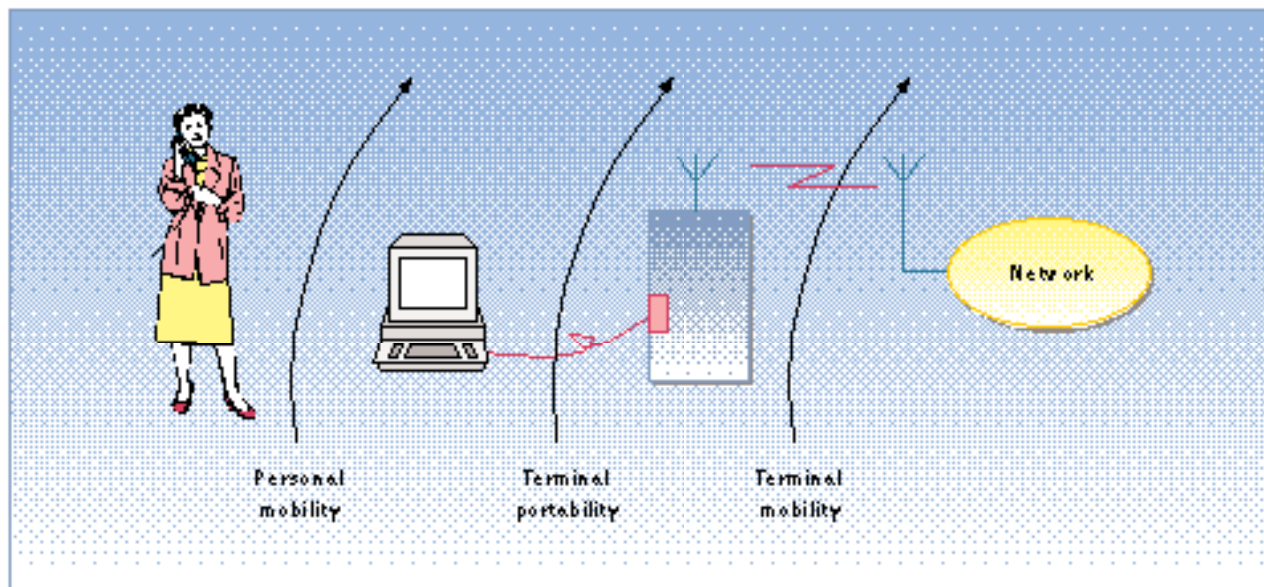 Network
Personal
mobility
Terminal
portability
Terminal
mobility